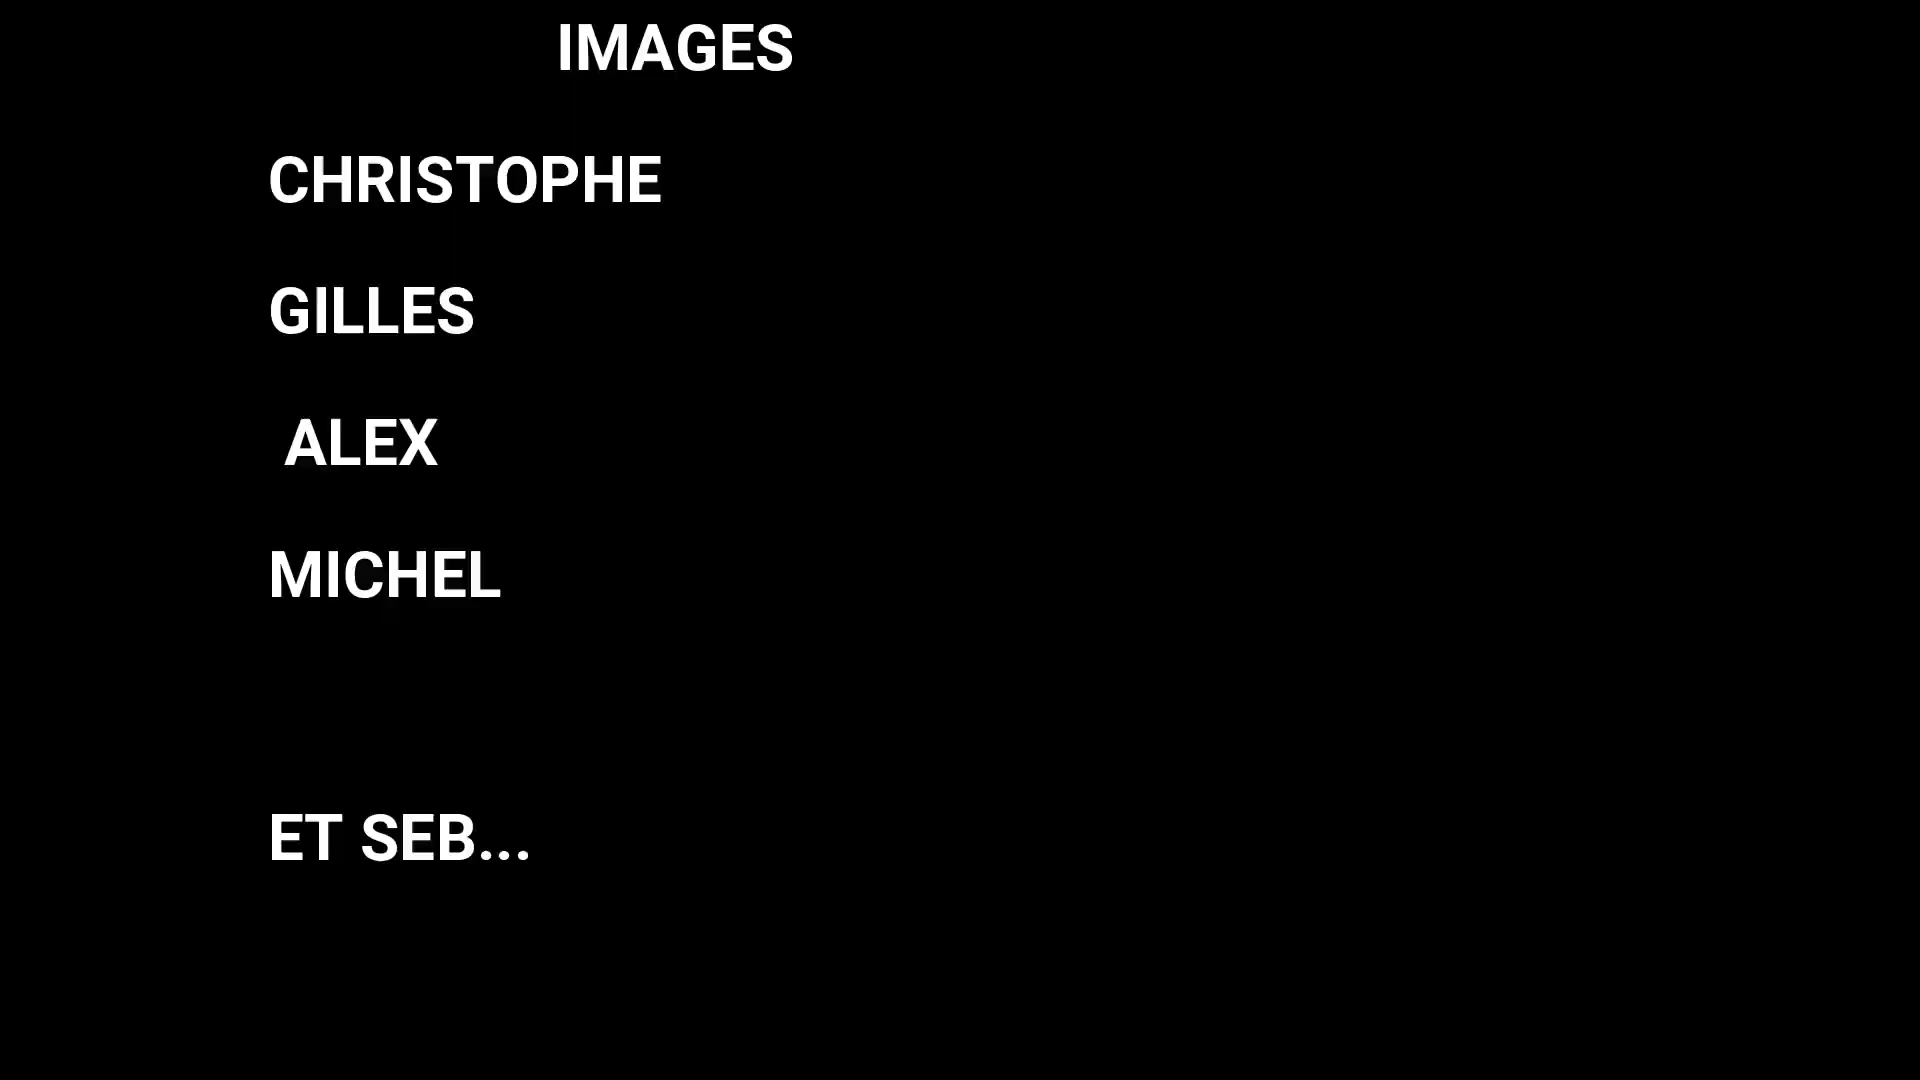 IMAGES
CHRISTOPHE
GILLES
ALEX
MICHEL
ET SEB...